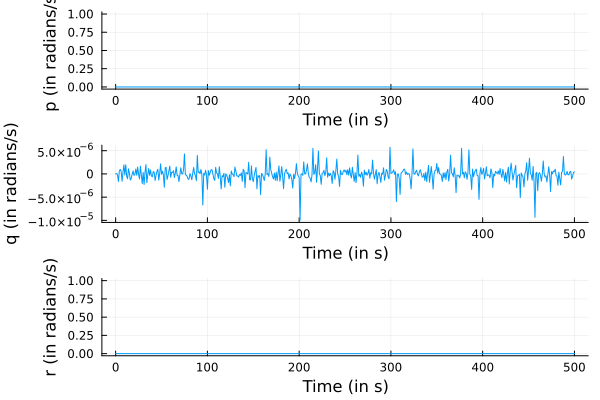 p (in radians/s
1.00
0.75
0.50
0.25
0.00
0 100 200 300 400 500
Time (in s)
q (in radians/s)
5.0×10⁻⁶
0
−5.0×10⁻⁶
−1.0×10⁻⁵
0 100 200 300 400 500
Time (in s)
r (in radians/s)
1.00
0.75
0.50
0.25
0.00
0 100 200 300 400 500
Time (in s)